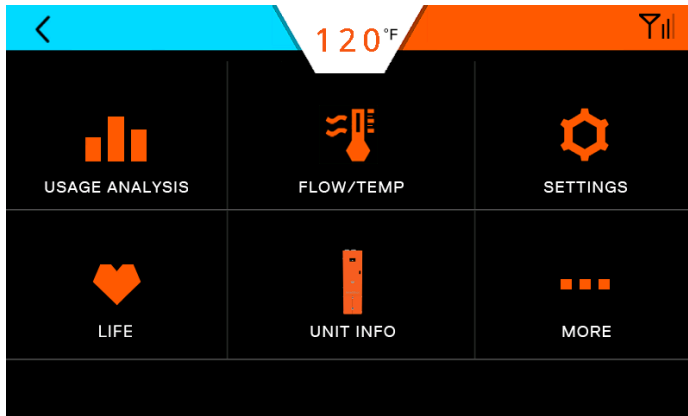 120°F
USAGE ANALYSIS
FLOW/TEMP
SETTINGS
LIFE
UNIT INFO
MORE